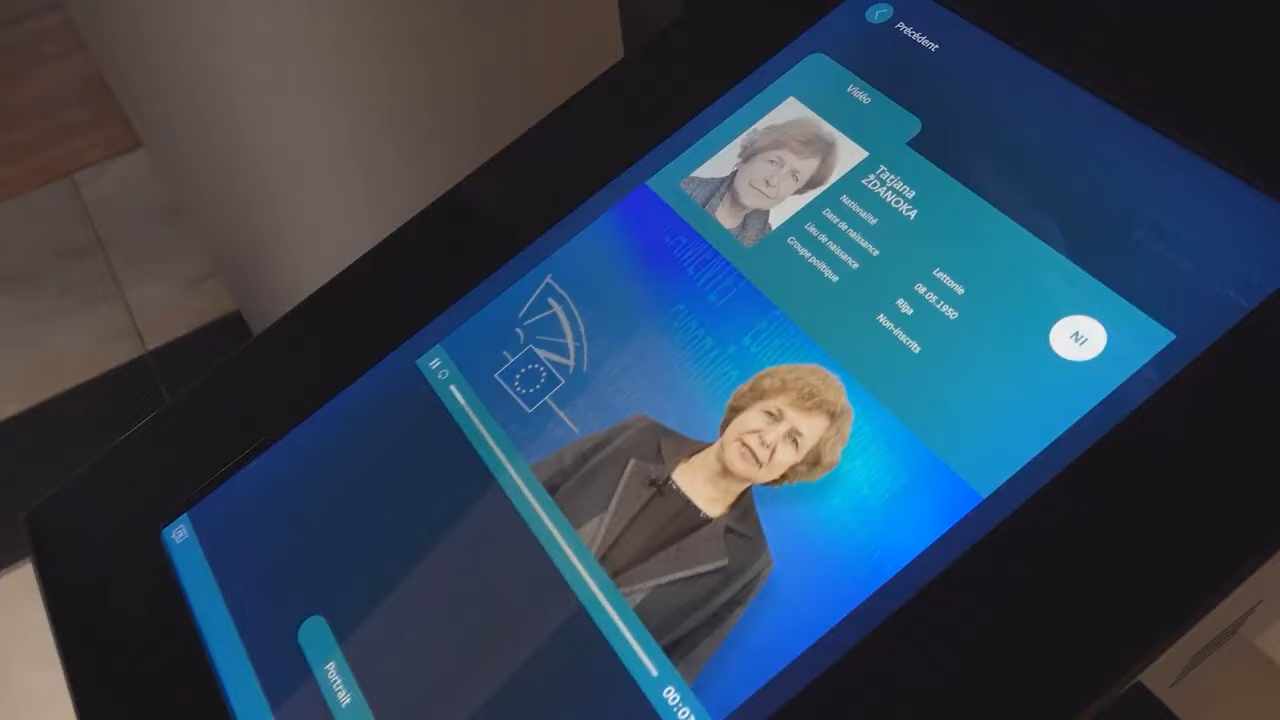 Précédent
Vidéo
Tatjana
ŽDANOKA
Nationalité
Lettonie
Date de naissance
08.05.1950
Lieu de naissance
Rīga
Groupe politique
Non-inscrits
NI
Portrait